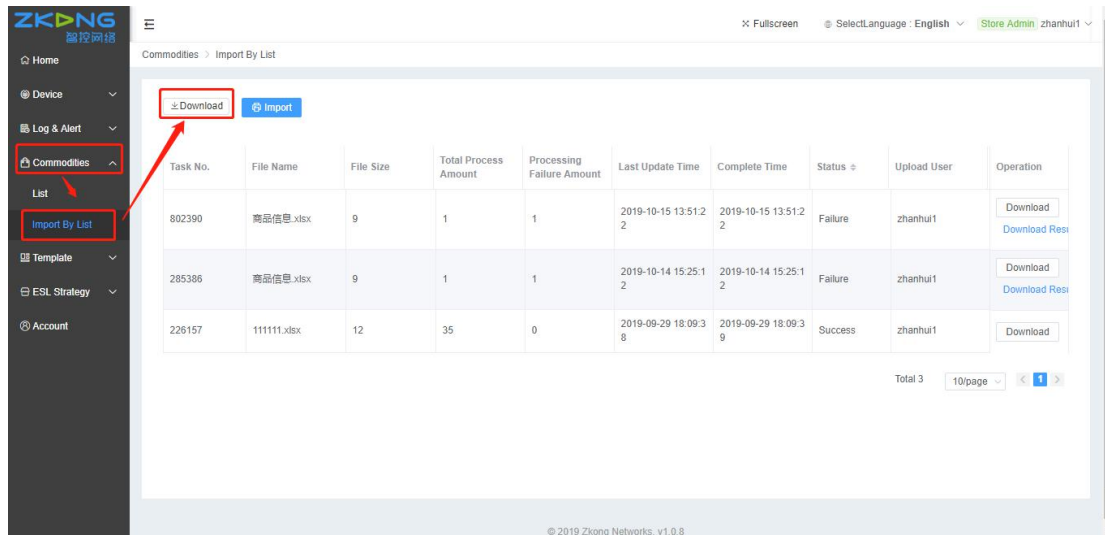 ZKONG
智控网络
Fullscreen
SelectLanguage : English
Store Admin zhanhui1
Home
Commodities > Import By List
Device
Log & Alert
Commodities
List
Import By List
Template
ESL Strategy
Account
Download Import
Task No. File Name File Size Total Process Amount Processing Failure Amount Last Update Time Complete Time Status Upload User Operation
802390 商品信息.xlsx 9 1 1 2019-10-15 13:51:22 2019-10-15 13:51:22 Failure zhanhui1 Download
Download Resu
285386 商品信息.xlsx 9 1 1 2019-10-14 15:25:12 2019-10-14 15:25:12 Failure zhanhui1 Download
Download Resu
226157 111111.xlsx 12 35 0 2019-09-29 18:09:38 2019-09-29 18:09:39 Success zhanhui1 Download
Total 3 10/page < 1 >
© 2019 Zkong Networks. v1.0.8